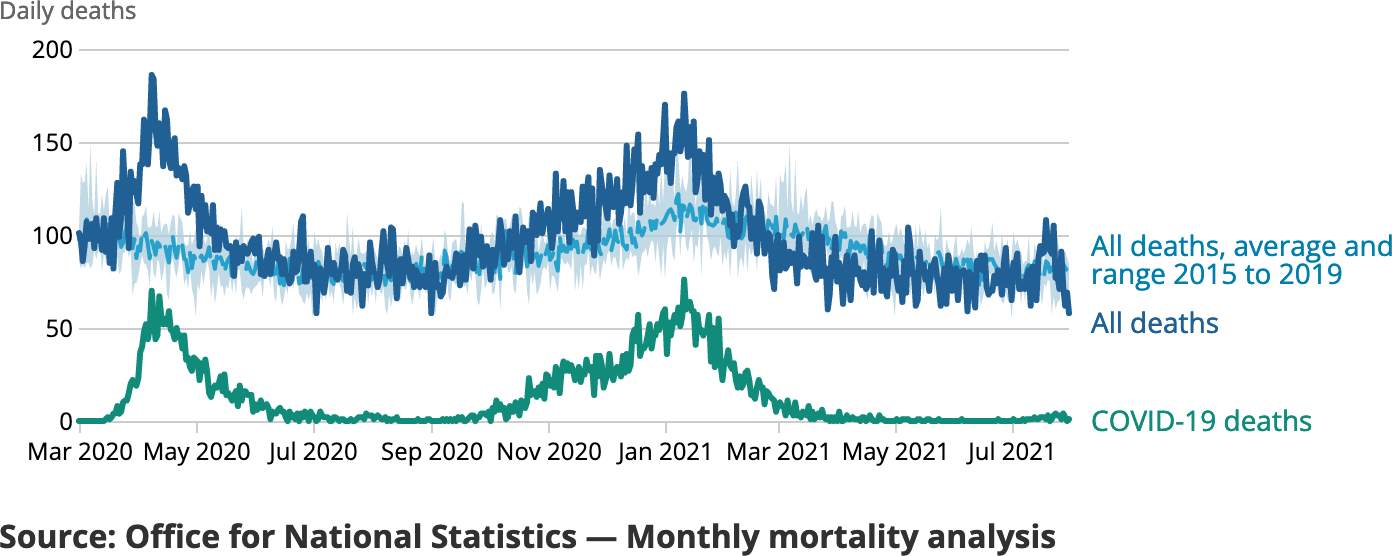 Daily deaths
200
150
100
50
0
All deaths, average and
range 2015 to 2019
All deaths
COVID-19 deaths
Mar 2020 May 2020 Jul 2020 Sep 2020 Nov 2020 Jan 2021 Mar 2021 May 2021 Jul 2021
Source: Office for National Statistics — Monthly mortality analysis